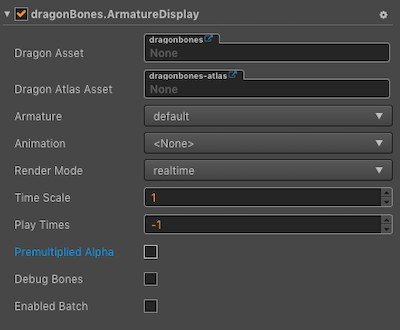 dragonBones.ArmatureDisplay
dragonbones
Dragon Asset None
dragonbones-atlas
Dragon Atlas Asset None
Armature default
Animation <None>
Render Mode realtime
Time Scale 1
Play Times -1
Premultiplied Alpha
Debug Bones
Enabled Batch